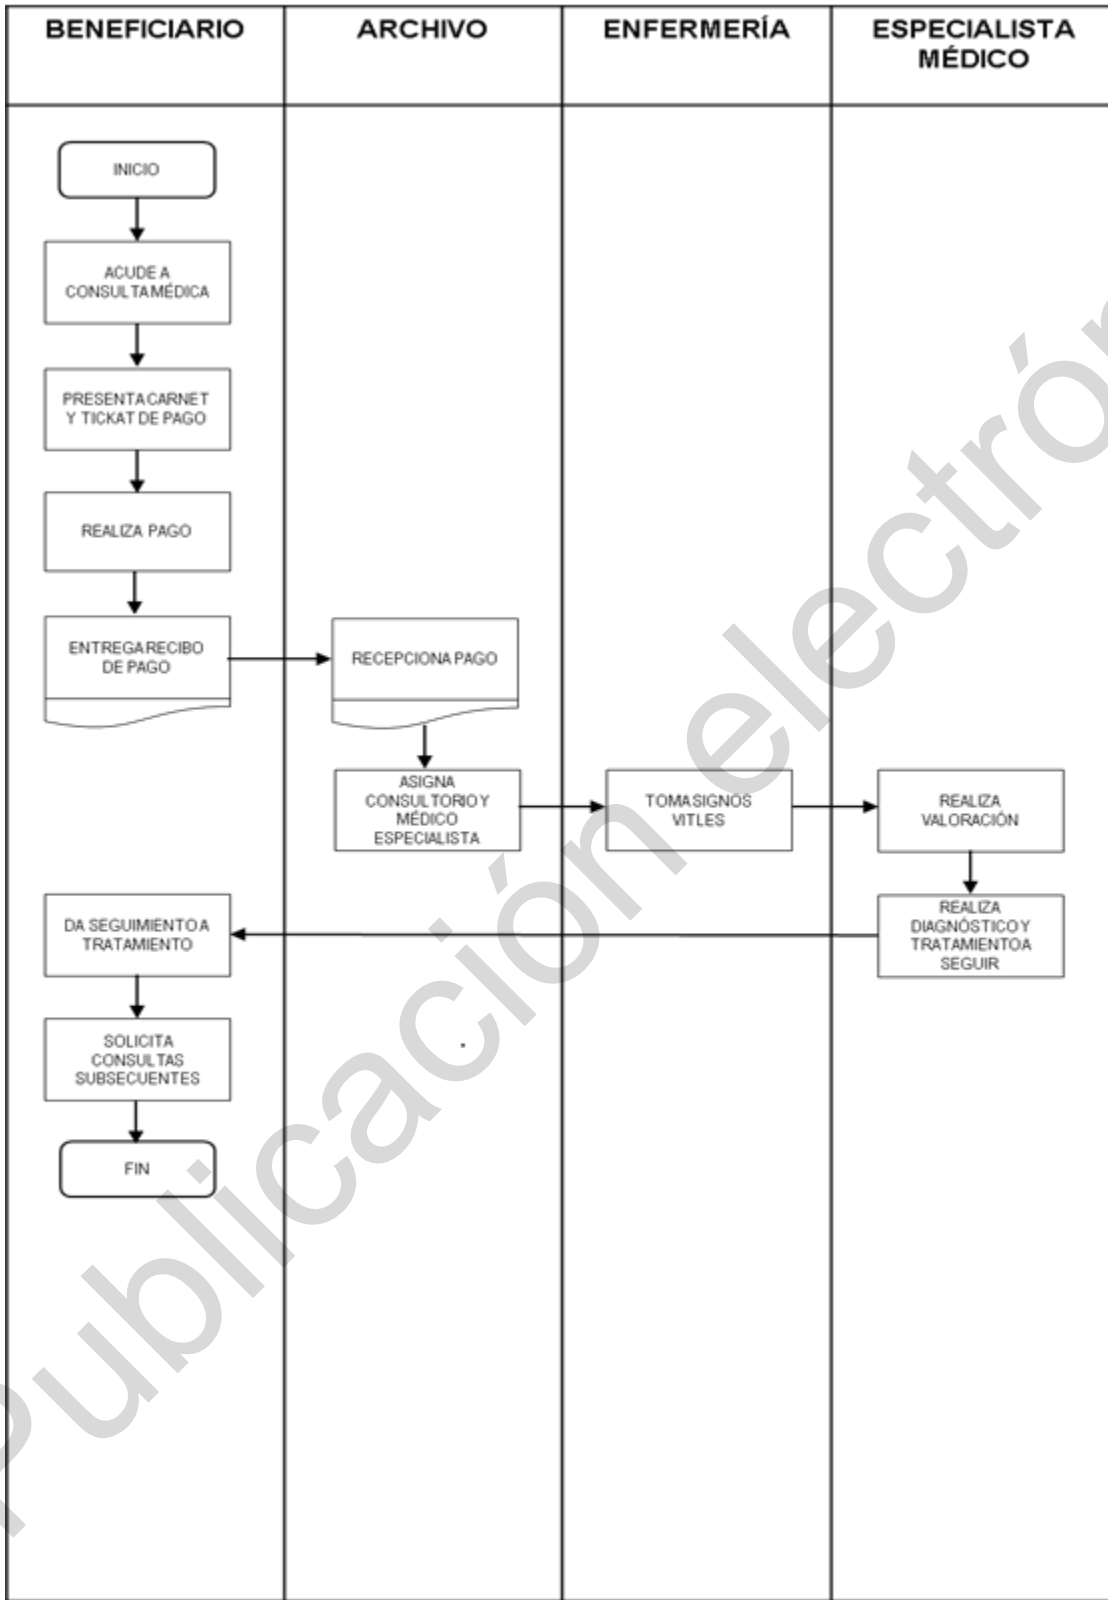 BENEFICIARIO
ARCHIVO
ENFERMERÍA
ESPECIALISTA
MÉDICO
INICIO
ACUDE A
CONSULTA MÉDICA
PRESENTA CARNET
Y TICKAT DE PAGO
REALIZA PAGO
ENTREGA RECIBO
DE PAGO
RECEPCIONA PAGO
ASIGNA
CONSULTORIO Y
MÉDICO
ESPECIALISTA
TOMA SIGNOS
VITLES
REALIZA
VALORACIÓN
REALIZA
DIAGNÓSTICO Y
TRATAMIENTO A
SEGUIR
DA SEGUIMIENTO A
TRATAMIENTO
SOLICITA
CONSULTAS
SUBSECUENTES
FIN
Publicación electrón